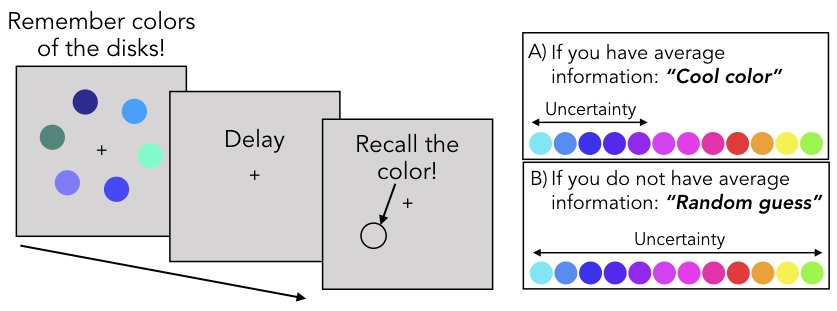 Remember colors
of the disks!
+
Delay
+
Recall the
color!
+
A) If you have average
information: "Cool color"
Uncertainty
B) If you do not have average
information: "Random guess"
Uncertainty